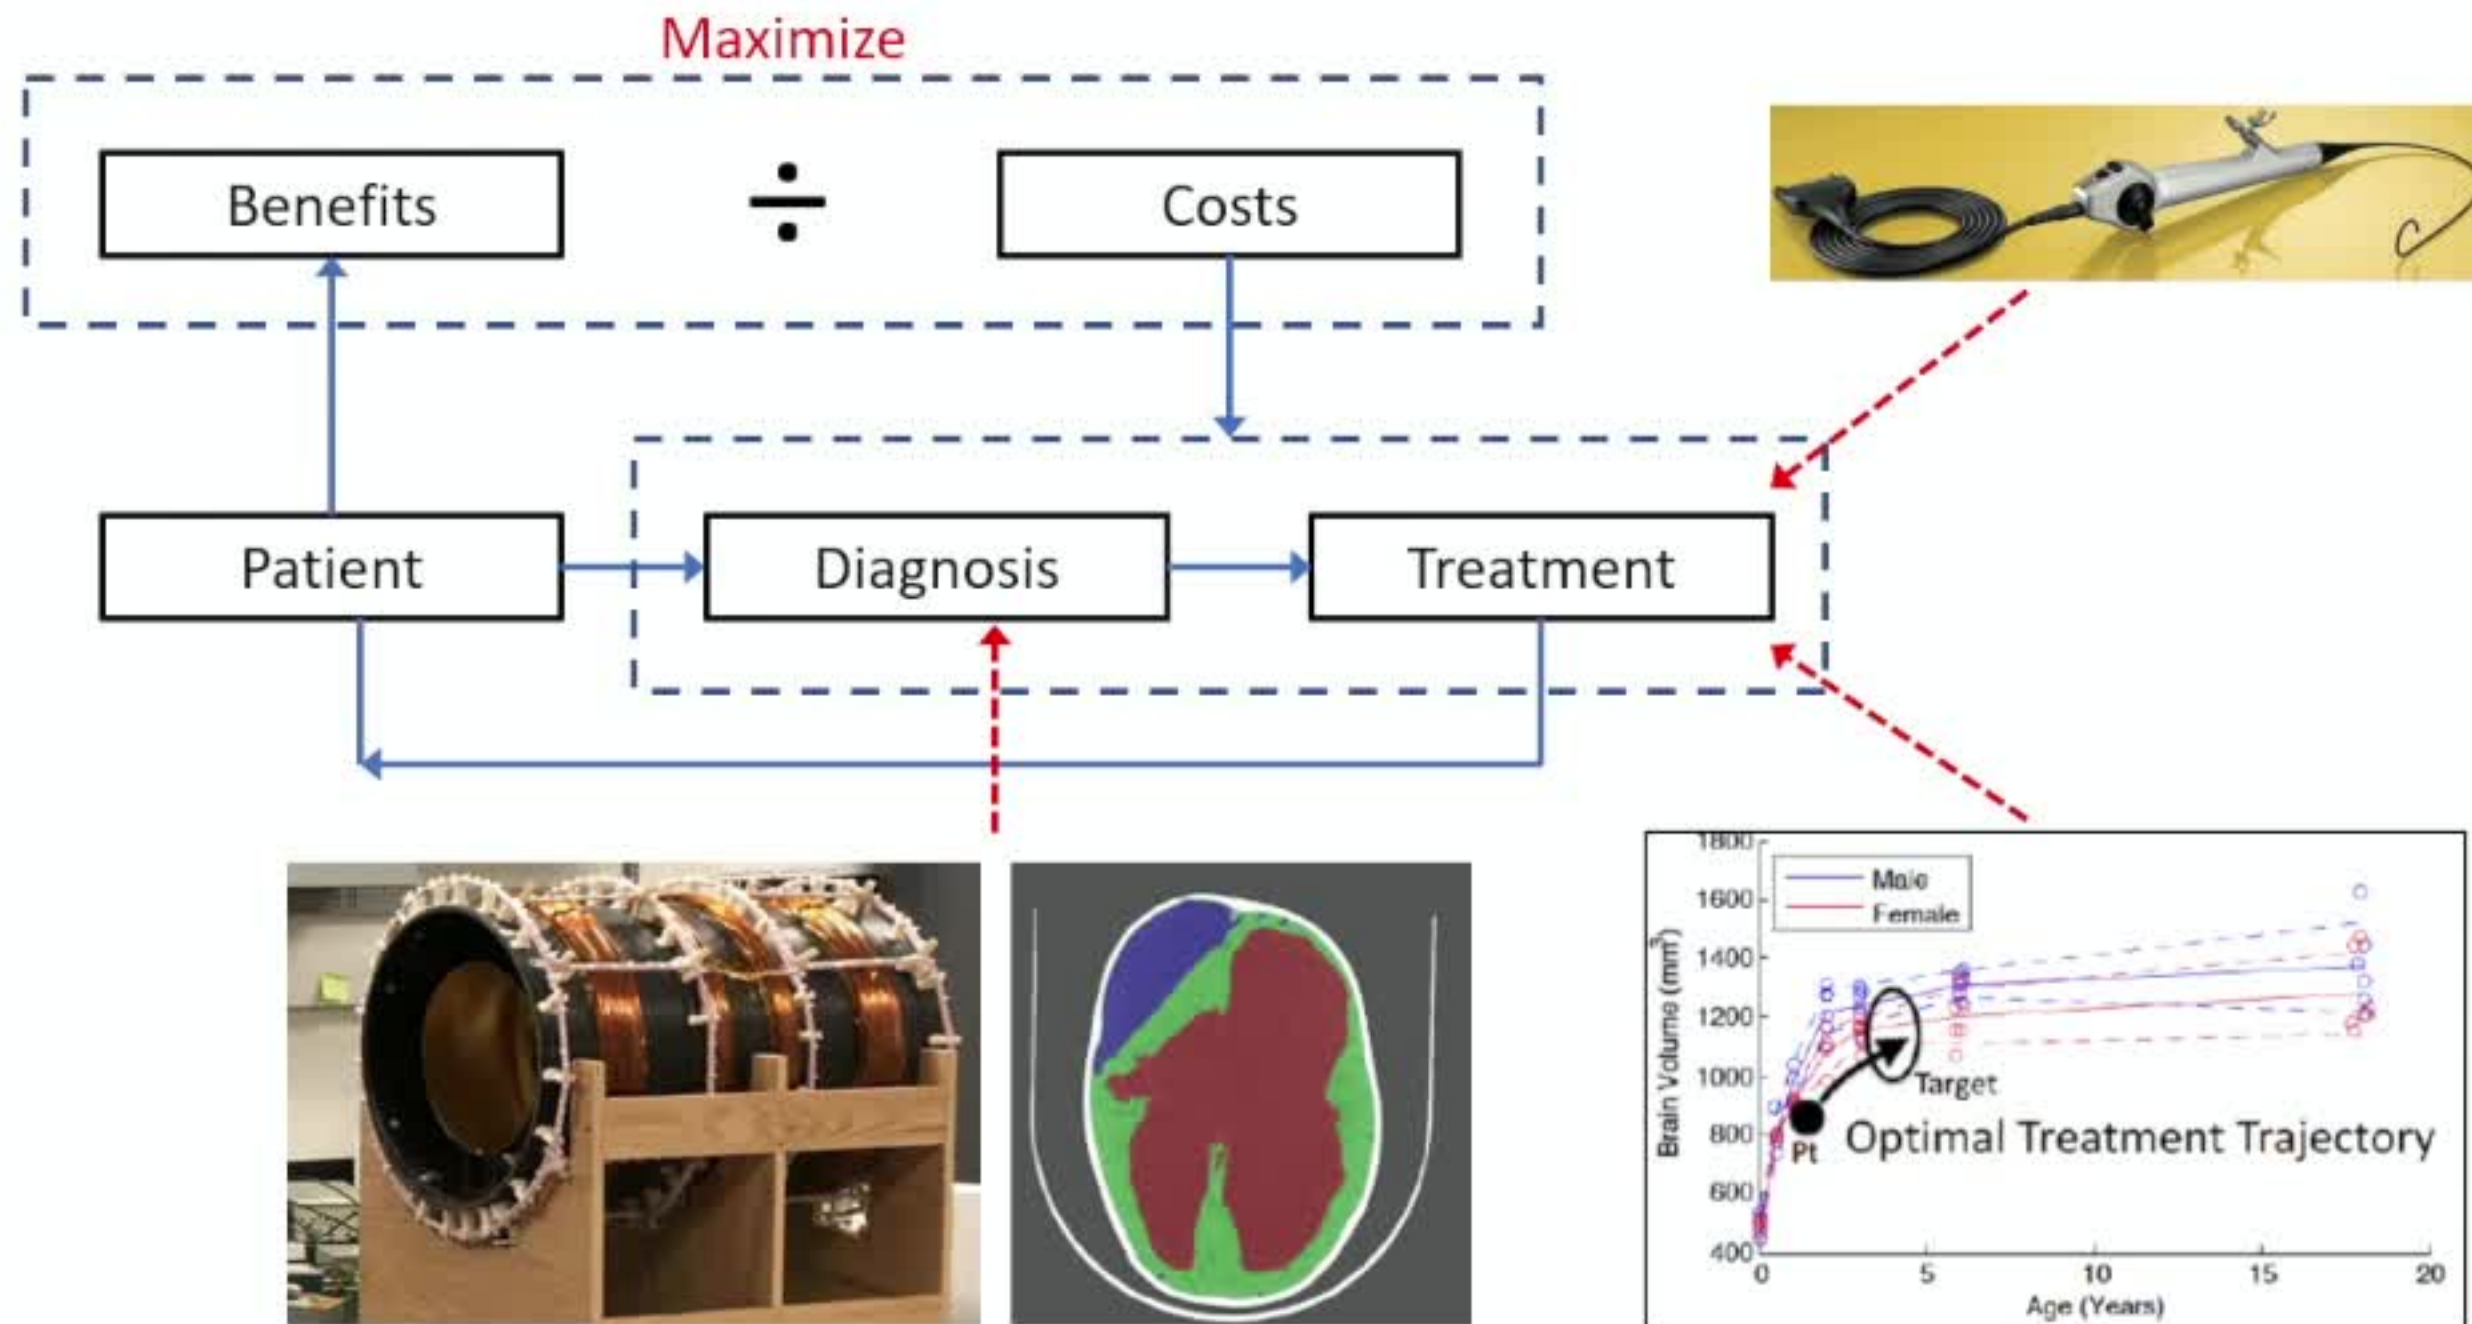 Maximize
Benefits
÷
Costs
Patient
Diagnosis
Treatment
1800
1600
1400
1200
1000
800
600
400
Brain Volume (mm³)
Male
Female
Target
Pt
Optimal Treatment Trajectory
0
5
10
15
20
Age (Years)